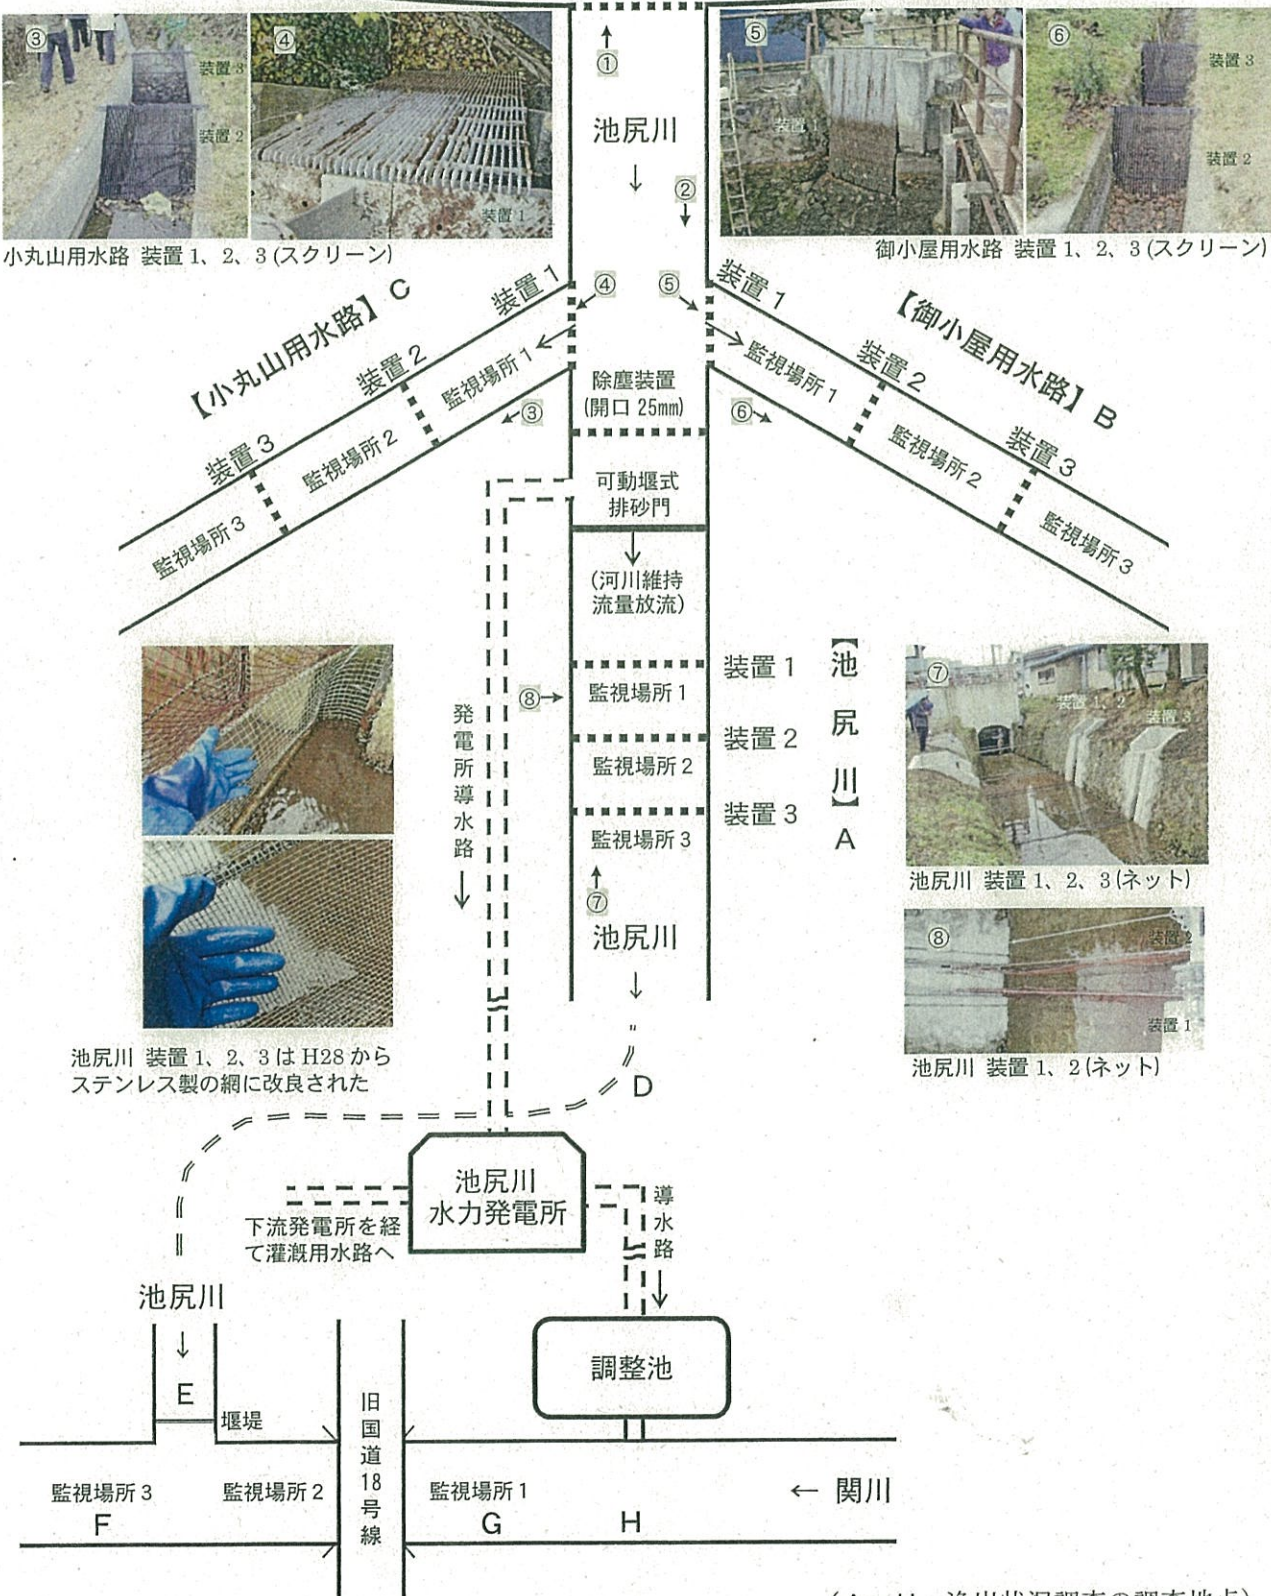 ③
装置3
装置2
④
装置1
小丸山用水路 装置1、2、3(スクリーン)
①
池尻川
↓
②
⑤
装置1
⑥
装置3
装置2
御小屋用水路 装置1、2、3(スクリーン)
【小丸山用水路】C
装置1
装置2
装置3
監視場所1
監視場所2
監視場所3
④
③
⑤
⑥
【御小屋用水路】B
装置1
装置2
装置3
監視場所1
監視場所2
監視場所3
除塵装置
(開口 25mm)
可動堰式
排砂門
(河川維持
流量放流)
⑧→
監視場所1
監視場所2
監視場所3
装置1
装置2
装置3
【池尻川】A
⑦
池尻川
↓
発電所導水路
池尻川 装置1、2、3はH28から
ステンレス製の網に改良された
⑦
装置1、2
装置3
池尻川 装置1、2、3(ネット)
⑧
装置2
装置1
池尻川 装置1、2(ネット)
D
池尻川
水力発電所
下流発電所を経
て灌漑用水路へ
導水路
調整池
池尻川
↓
E
堰堤
旧国道18号線
監視場所3
F
監視場所2
監視場所1
G
H
← 関川